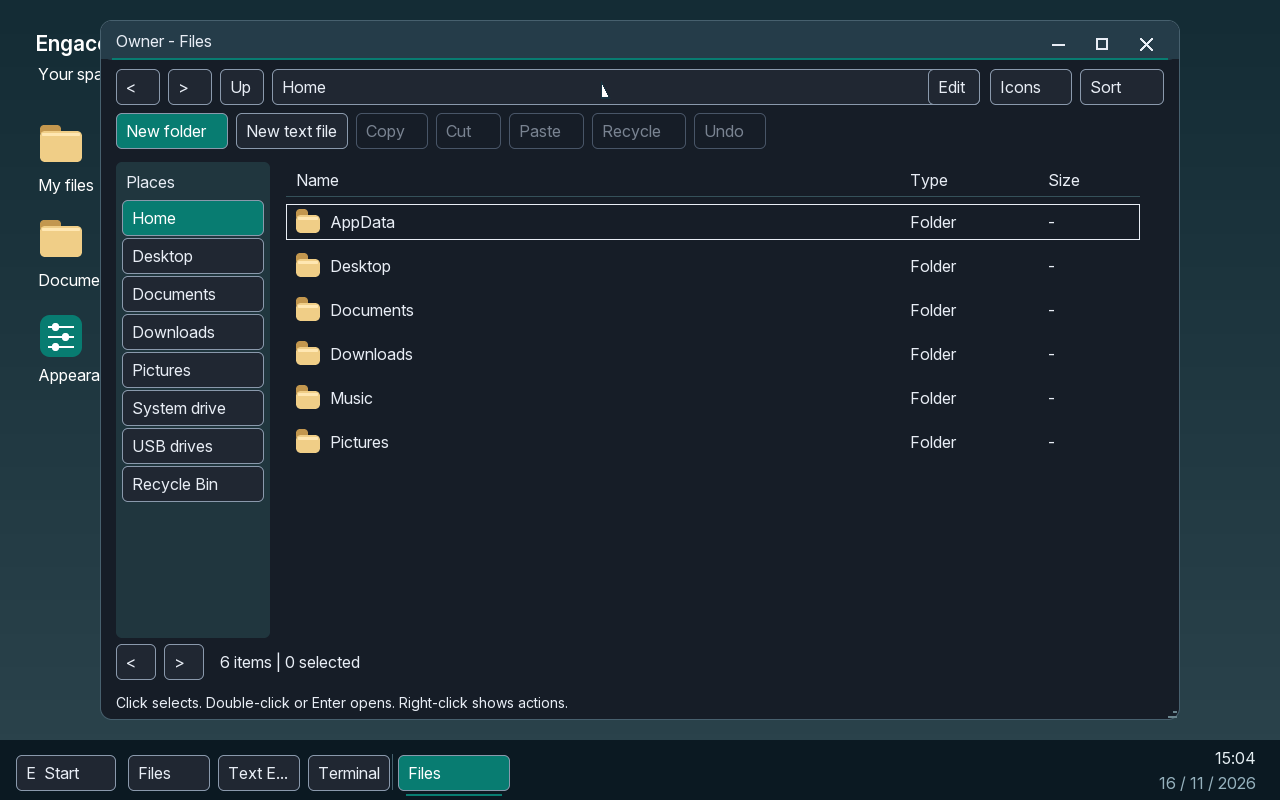 Engac
Your spa
My files
Docume
Appeara
Owner - Files
< > Up Home Edit Icons Sort
New folder New text file Copy Cut Paste Recycle Undo
Places
Home
Desktop
Documents
Downloads
Pictures
System drive
USB drives
Recycle Bin
Name Type Size
AppData Folder -
Desktop Folder -
Documents Folder -
Downloads Folder -
Music Folder -
Pictures Folder -
< > 6 items | 0 selected
Click selects. Double-click or Enter opens. Right-click shows actions.
E Start Files Text E... Terminal Files
15:04
16 / 11 / 2026